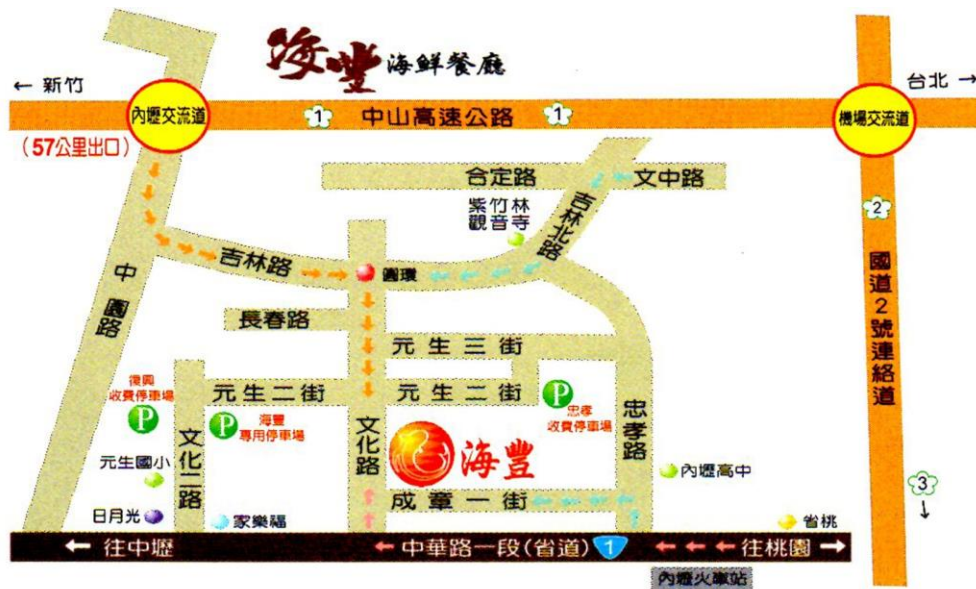 海豐 海鮮餐廳
← 新竹
台北 →
內壢交流道
1
中山高速公路
1
機場交流道
(57公里出口)
合定路
文中路
紫竹林
觀音寺
吉林北路
2
吉林路
圓環
中園路
國道2號連絡道
長春路
元生三街
復興
收費停車場
P
元生二街
元生二街
P
海豐
專用停車場
P
忠孝
收費停車場
文化二路
文化路
忠孝路
海豐
元生國小
內壢高中
成章一街
3
日月光
家樂福
省桃
← 往中壢
← 中華路一段(省道) 1
← ← ← 往桃園 →
內壢火車站